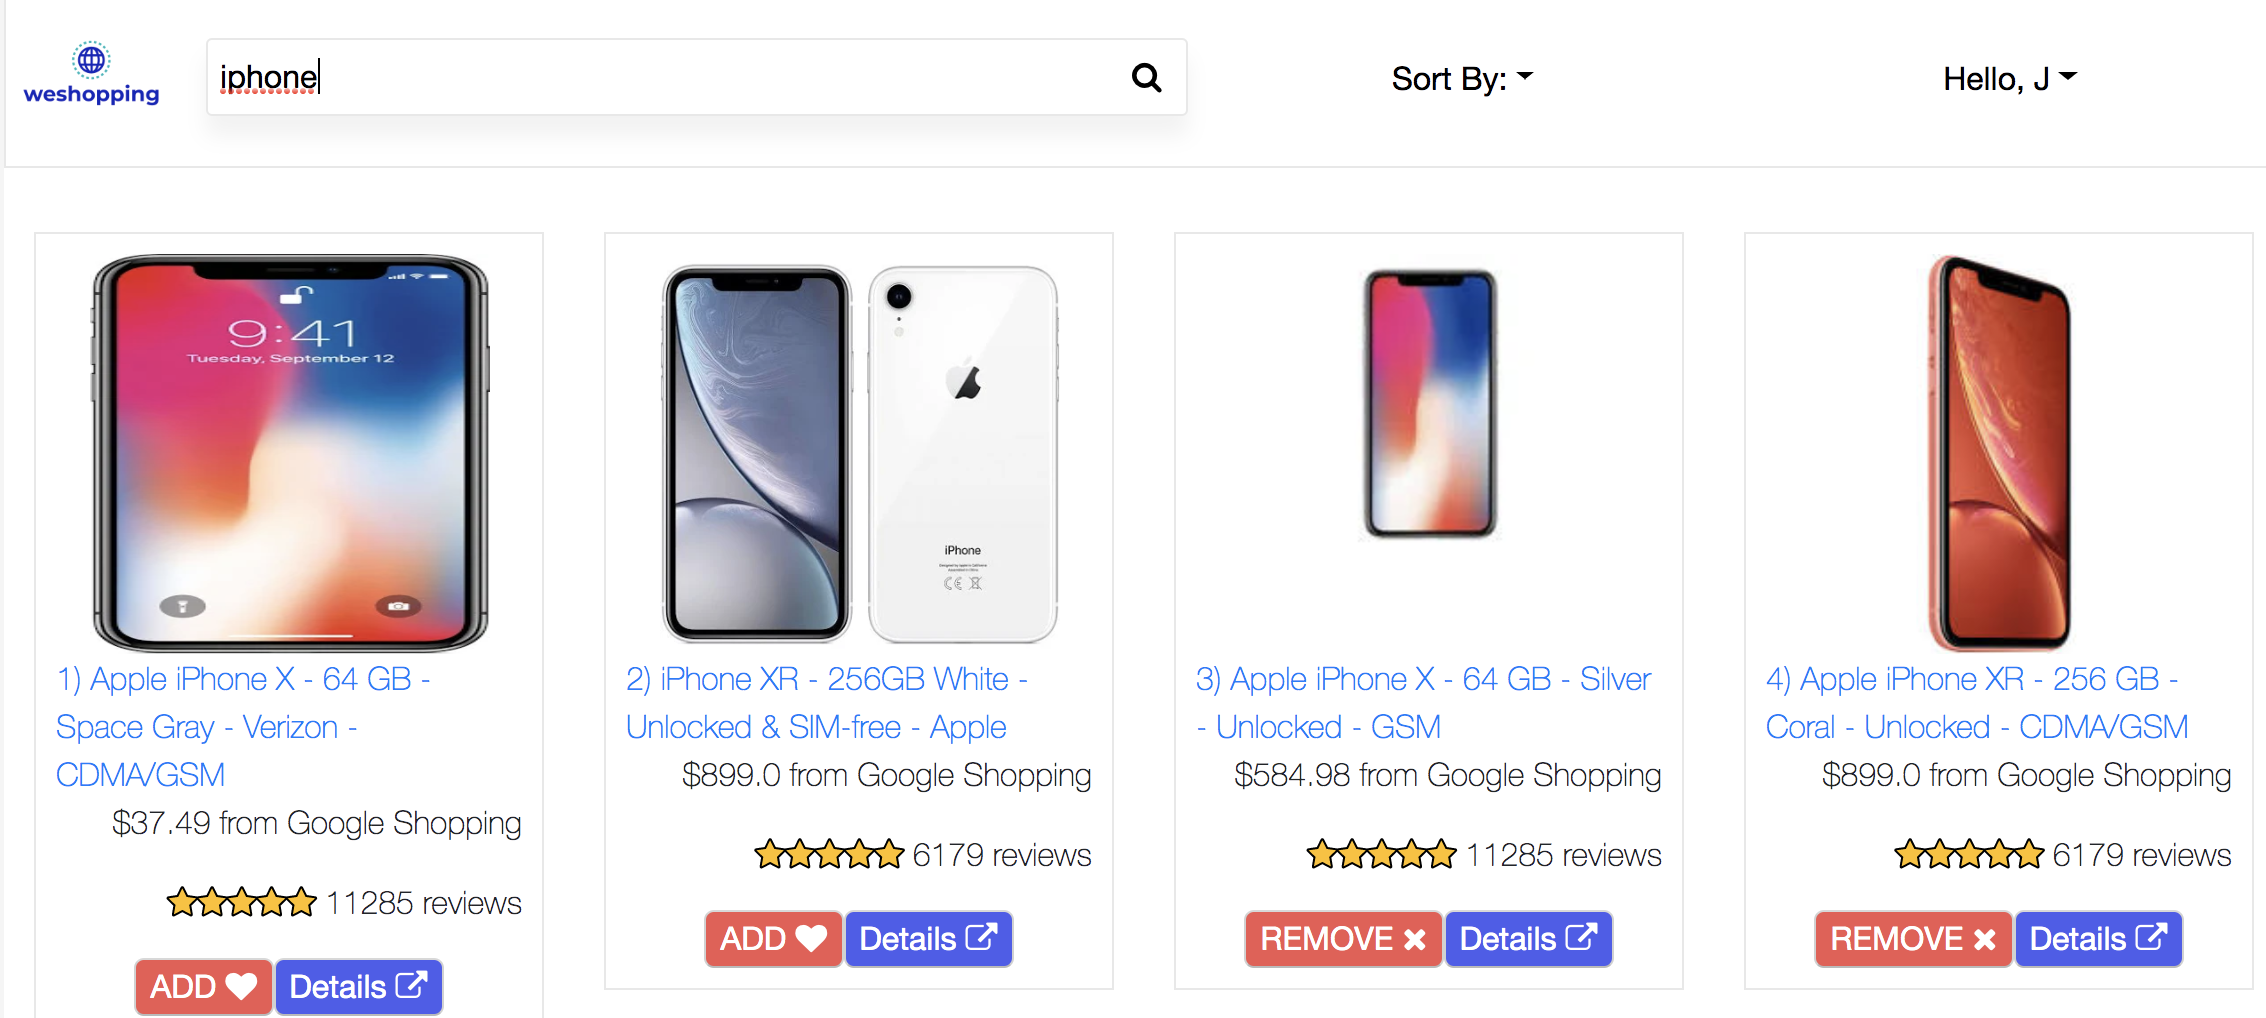 weshopping
iphone
Sort By:
Hello, J
9:41
Tuesday, September 12
1) Apple iPhone X - 64 GB -
Space Gray - Verizon -
CDMA/GSM
$37.49 from Google Shopping
11285 reviews
ADD
Details
iPhone
2) iPhone XR - 256GB White -
Unlocked & SIM-free - Apple
$899.0 from Google Shopping
6179 reviews
ADD
Details
3) Apple iPhone X - 64 GB - Silver
- Unlocked - GSM
$584.98 from Google Shopping
11285 reviews
REMOVE
Details
4) Apple iPhone XR - 256 GB -
Coral - Unlocked - CDMA/GSM
$899.0 from Google Shopping
6179 reviews
REMOVE
Details